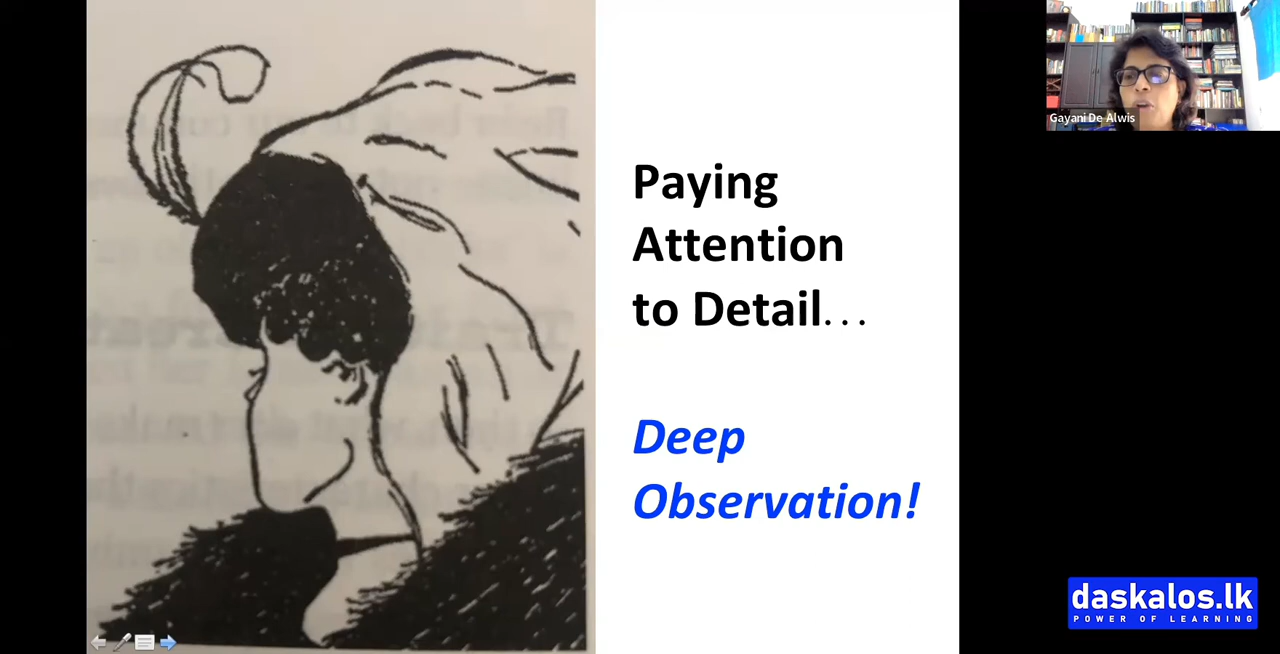 Paying
Attention
to Detail...
Deep
Observation!
Gayani De Alwis
daskalos.lk
POWER OF LEARNING